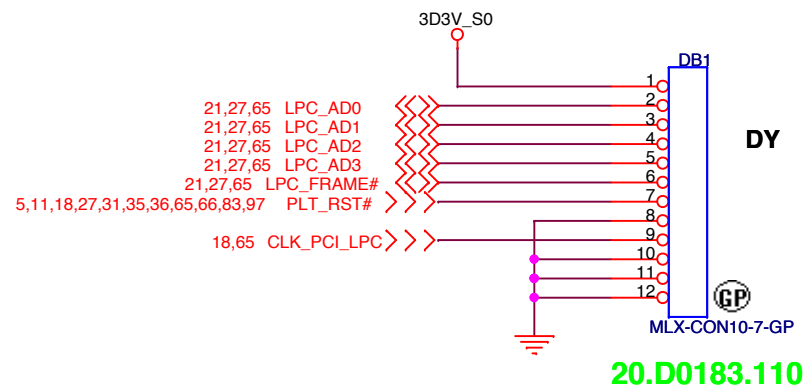 3D3V_S0
DB1
1
21,27,65 LPC_AD0 2
21,27,65 LPC_AD1 3
21,27,65 LPC_AD2 4
21,27,65 LPC_AD3 5
21,27,65 LPC_FRAME# 6
5,11,18,27,31,35,36,65,66,83,97 PLT_RST# 7
8
18,65 CLK_PCI_LPC 9
10
11
12
DY
GP
MLX-CON10-7-GP
20.D0183.110